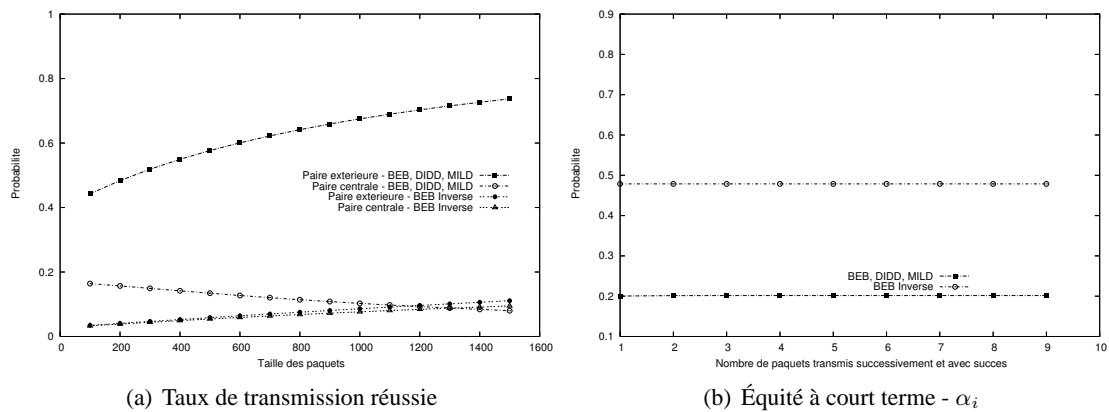 1
0.8
0.6
0.4
0.2
0
Probabilite
Paire exterieure - BEB, DIDD, MILD
Paire centrale - BEB, DIDD, MILD
Paire exterieure - BEB Inverse
Paire centrale - BEB Inverse
0 200 400 600 800 1000 1200 1400 1600
Taille des paquets
(a) Taux de transmission réussie
0.9
0.8
0.7
0.6
0.5
0.4
0.3
0.2
0.1
Probabilite
BEB, DIDD, MILD
BEB Inverse
1 2 3 4 5 6 7 8 9 10
Nombre de paquets transmis successivement et avec succes
(b) Équité à court terme - αi